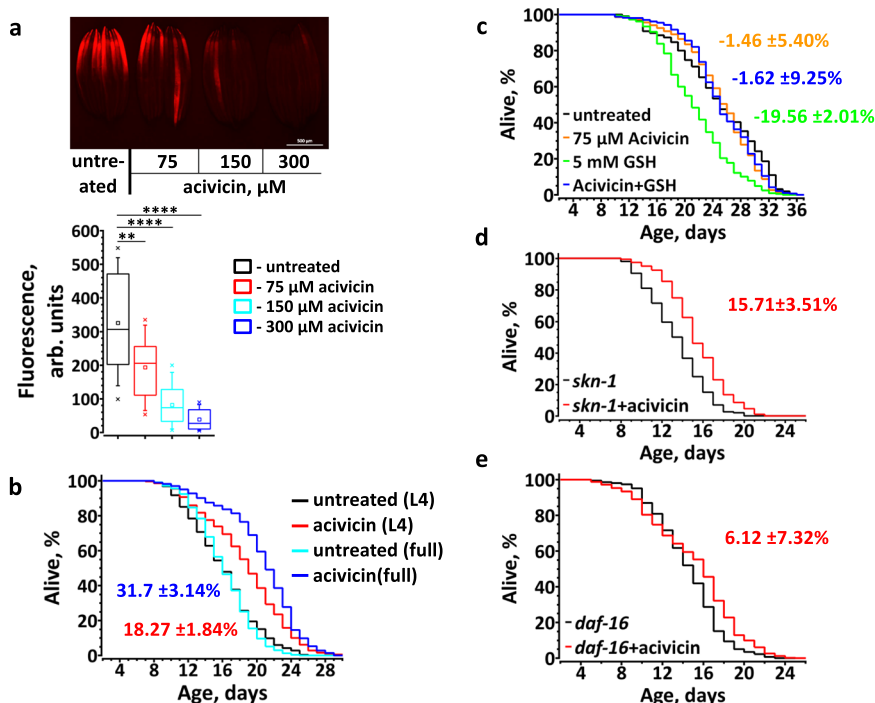 a
500 µm
untre-
ated
75
150
300
acivicin, µM
****
****
**
Fluorescence,
arb. units
600
500
400
300
200
100
0
- untreated
- 75 µM acivicin
- 150 µM acivicin
- 300 µM acivicin
b
Alive, %
100
80
60
40
20
0
4
8
12
16
20
24
28
Age, days
untreated (L4)
acivicin (L4)
untreated (full)
acivicin(full)
31.7 ±3.14%
18.27 ±1.84%
c
Alive, %
100
80
60
40
20
0
4
8
12
16
20
24
28
32
36
Age, days
-1.46 ±5.40%
-1.62 ±9.25%
-19.56 ±2.01%
untreated
75 µM Acivicin
5 mM GSH
Acivicin+GSH
d
Alive, %
100
80
60
40
20
0
4
8
12
16
20
24
Age, days
15.71±3.51%
skn-1
skn-1+acivicin
e
Alive, %
100
80
60
40
20
0
4
8
12
16
20
24
Age, days
6.12 ±7.32%
daf-16
daf-16+acivicin